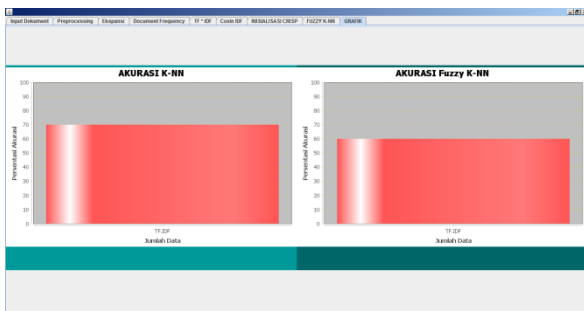 Input Dokumen Preprocessing Ekspansi Document Frequency TF * IDF Cosin IDF INISIALISASI CRISP FUZZY K-NN GRAFIK
AKURASI K-NN
100
90
80
70
60
50
40
30
20
10
0
Persentasi Akurasi
TF.IDF
Jumlah Data
AKURASI Fuzzy K-NN
100
90
80
70
60
50
40
30
20
10
0
Persentasi Akurasi
TF.IDF
Jumlah Data